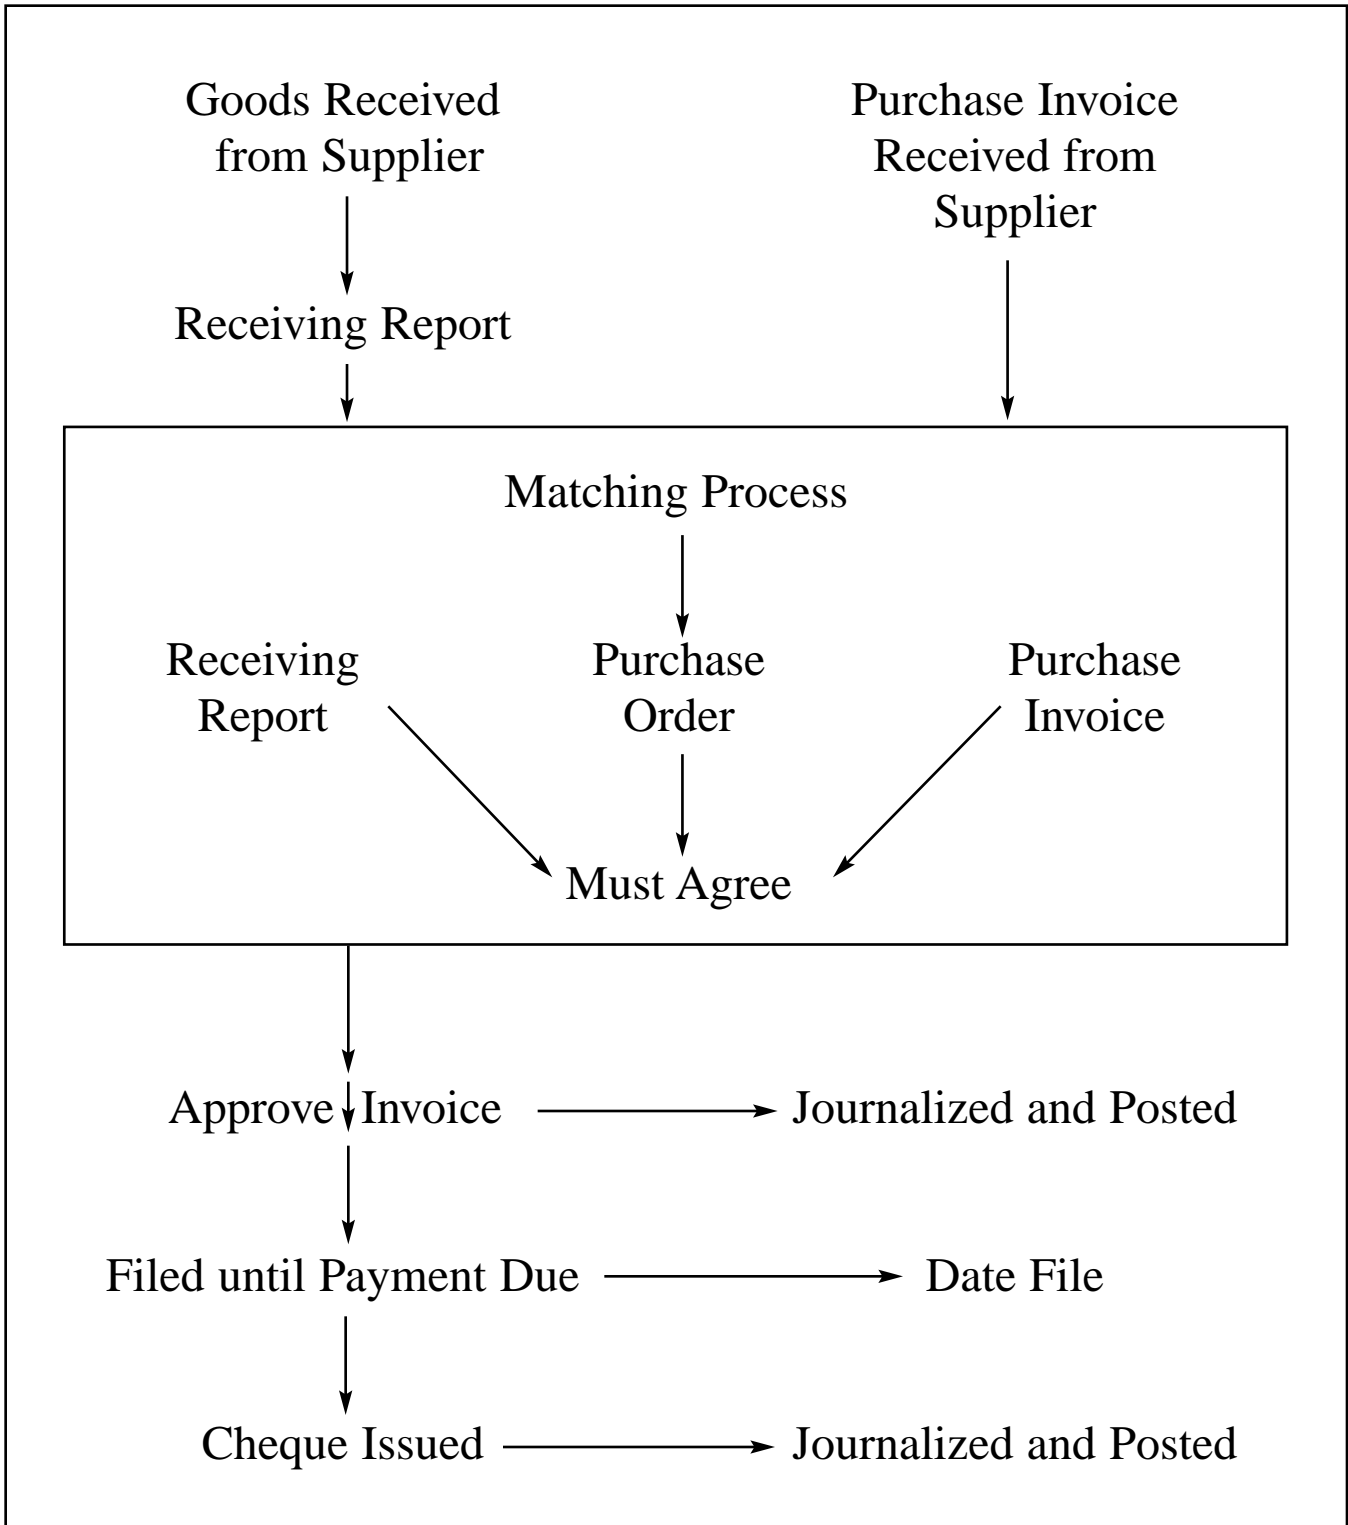 Goods Received
from Supplier
Purchase Invoice
Received from
Supplier
Receiving Report
Matching Process
Receiving
Report
Purchase
Order
Purchase
Invoice
Must Agree
Approve Invoice
Journalized and Posted
Filed until Payment Due
Date File
Cheque Issued
Journalized and Posted